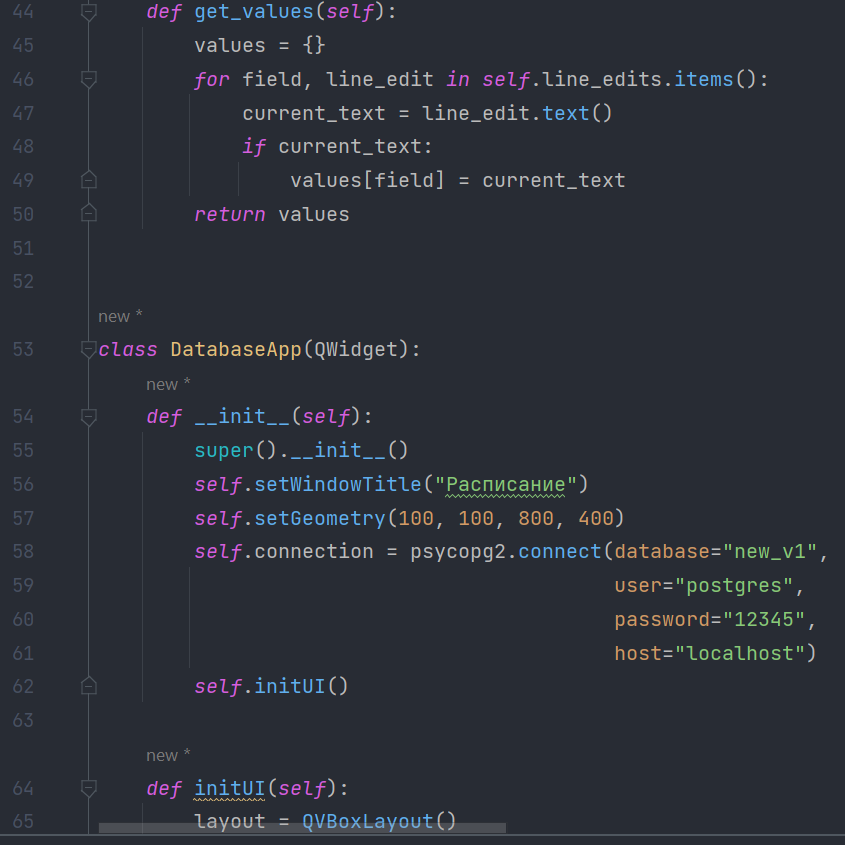 44 def get_values(self):
45 values = {}
46 for field, line_edit in self.line_edits.items():
47 current_text = line_edit.text()
48 if current_text:
49 values[field] = current_text
50 return values
51
52
new *
53 class DatabaseApp(QWidget):
new *
54 def __init__(self):
55 super().__init__()
56 self.setWindowTitle("Расписание")
57 self.setGeometry(100, 100, 800, 400)
58 self.connection = psycopg2.connect(database="new_v1",
59 user="postgres",
60 password="12345",
61 host="localhost")
62 self.initUI()
63
new *
64 def initUI(self):
65 layout = QVBoxLayout()